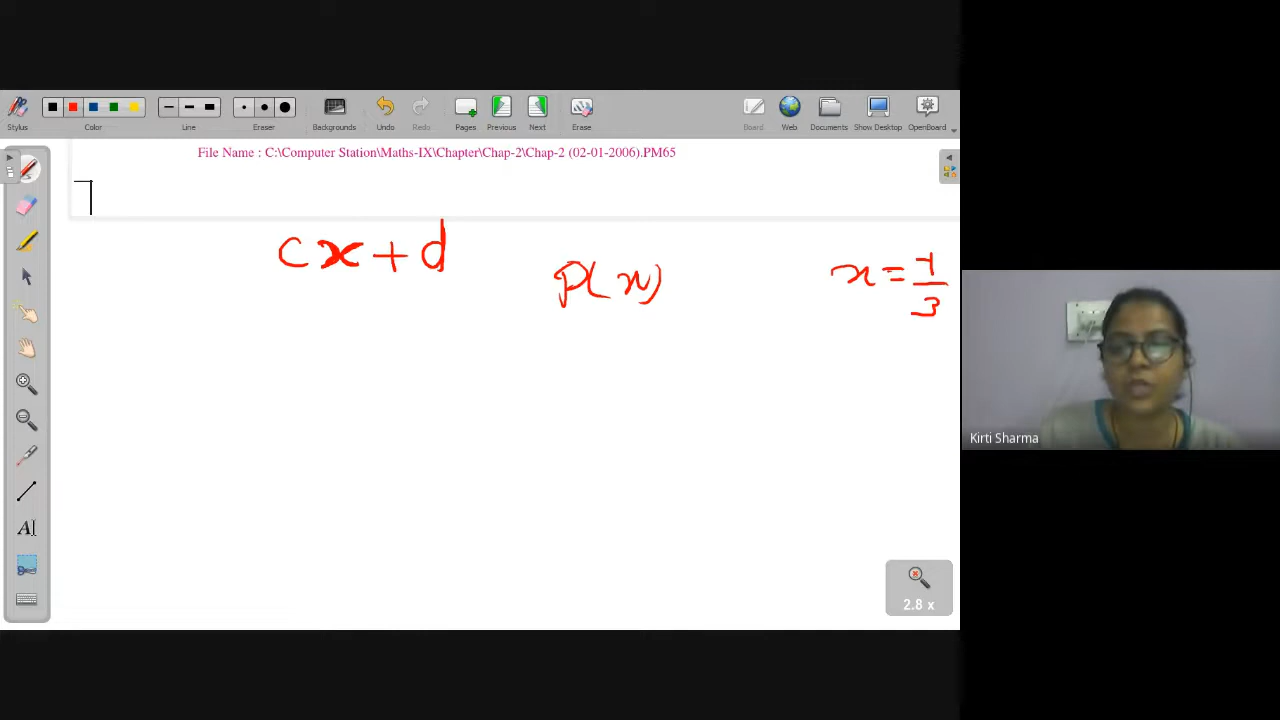 Stylus
Color
Line
Eraser
Backgrounds
Undo
Redo
Pages
Previous
Next
Erase
Board
Web
Documents
Show Desktop
OpenBoard
File Name : C:\Computer Station\Maths-IX\Chapter\Chap-2\Chap-2 (02-01-2006).PM65
cx+d
p(x)
x = -1/3
A
Kirti Sharma
2.8 x